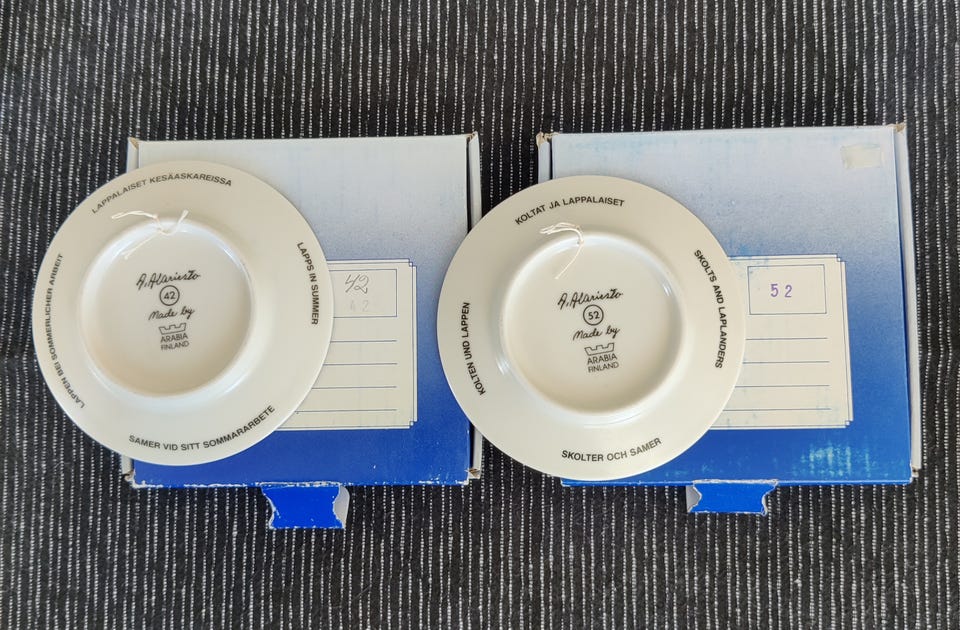 LAPPALAISET KESÄASKAREISSA
LAPPS IN SUMMER
SAMER VID SITT SOMMARARBETE
LAPPEN BEI SOMMERLICHER ARBEIT
A. Alariesto
42
Made by
ARABIA
FINLAND
42
42
KOLTAT JA LAPPALAISET
SKOLTS AND LAPLANDERS
SKOLTER OCH SAMER
KOLTEN UND LAPPEN
A. Alariesto
52
Made by
ARABIA
FINLAND
52